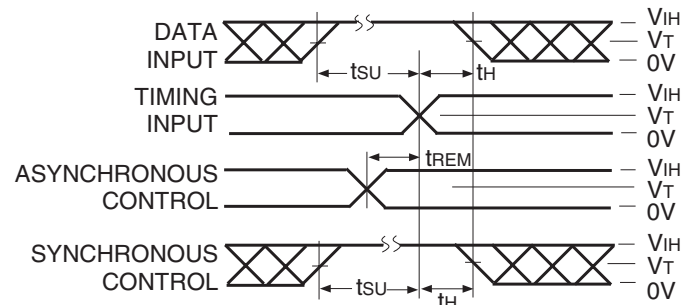 DATA
INPUT
tSU
tH
VIH
VT
0V
TIMING
INPUT
VIH
VT
0V
tREM
ASYNCHRONOUS
CONTROL
VIH
VT
0V
SYNCHRONOUS
CONTROL
tSU
tH
VIH
VT
0V